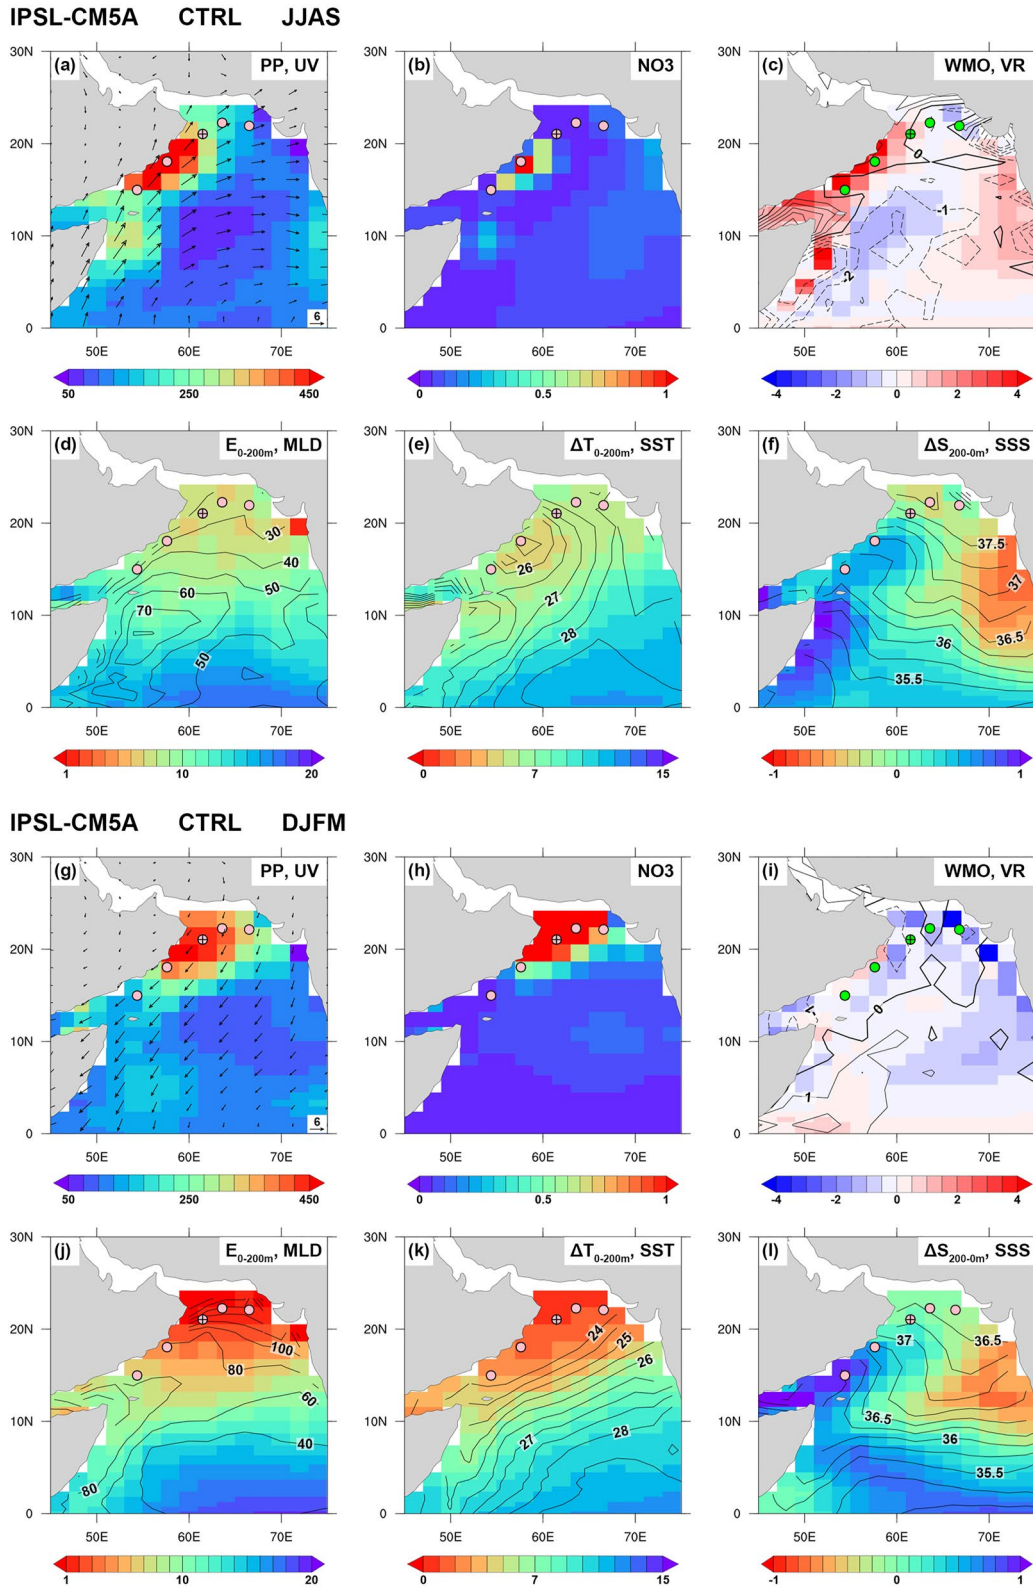 IPSL-CM5A CTRL JJAS
(a) PP, UV
30N
20N
10N
0
50E 60E 70E
6
50 250 450
(b) NO3
30N
20N
10N
0
50E 60E 70E
0 0.5 1
(c) WMO, VR
30N
20N
10N
0
50E 60E 70E
0
-1
-2
-4 -2 0 2 4
(d) E0-200m, MLD
30N
20N
10N
0
50E 60E 70E
30
40
50
60
70
50
1 10 20
(e) ΔT0-200m, SST
30N
20N
10N
0
50E 60E 70E
26
27
28
0 7 15
(f) ΔS200-0m, SSS
30N
20N
10N
0
50E 60E 70E
37.5
37
36.5
36
35.5
-1 0 1
IPSL-CM5A CTRL DJFM
(g) PP, UV
30N
20N
10N
0
50E 60E 70E
6
50 250 450
(h) NO3
30N
20N
10N
0
50E 60E 70E
0 0.5 1
(i) WMO, VR
30N
20N
10N
0
50E 60E 70E
0
1
-4 -2 0 2 4
(j) E0-200m, MLD
30N
20N
10N
0
50E 60E 70E
100
80
60
40
80
1 10 20
(k) ΔT0-200m, SST
30N
20N
10N
0
50E 60E 70E
24
25
26
27
28
0 7 15
(l) ΔS200-0m, SSS
30N
20N
10N
0
50E 60E 70E
37
36.5
36.5
36
35.5
-1 0 1